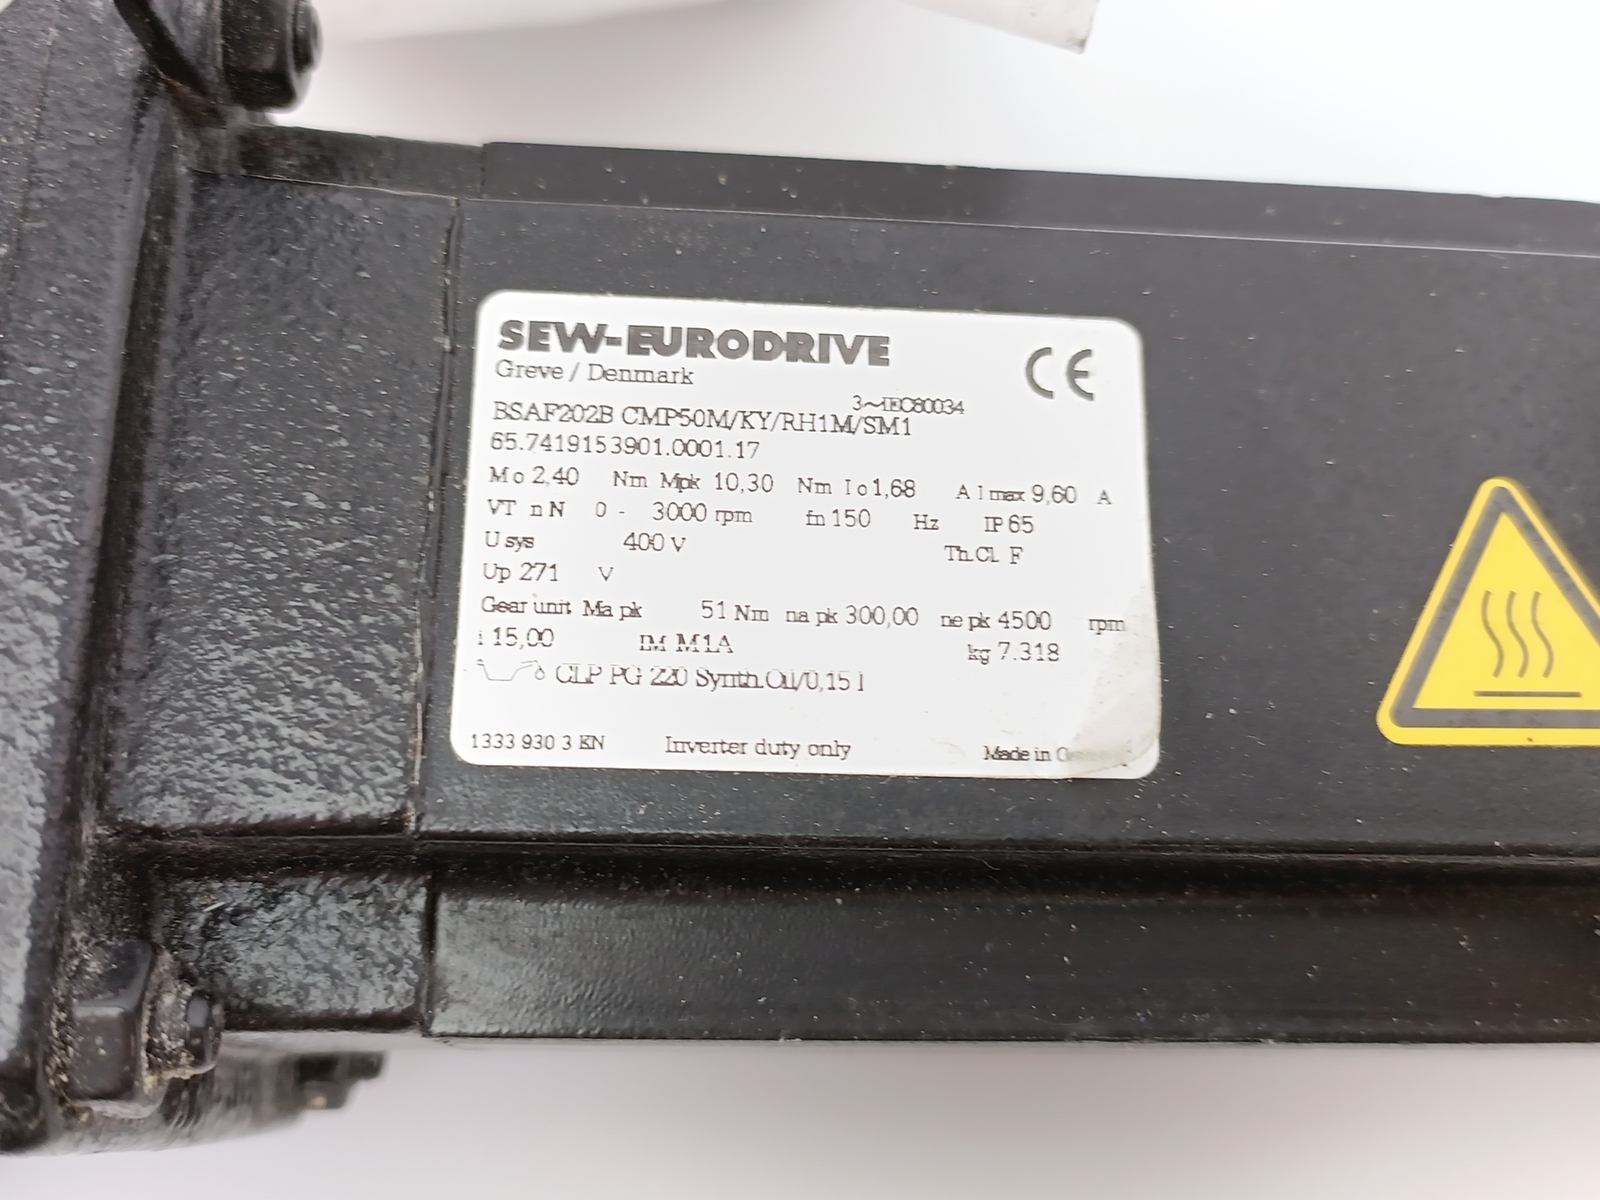 SEW-EURODRIVE
CE
Greve / Denmark
3~IEC60034
BSAF202B CMP50M/KY/RH1M/SM1
65.7419153901.0001.17
Mo 2,40 Nm Mpk 10,30 Nm Io 1,68 A Imax 9,60 A
VT nN 0 - 3000 rpm fn 150 Hz IP 65
Usys 400 V Th.Cl. F
Up 271 V
Gear unit Ma pk 51 Nm na pk 300,00 ne pk 4500 rpm
i 15,00 IM M1A kg 7.318
CLP PG 220 Synth.Oil/0,15 l
1333 930 3 EN Inverter duty only Made in